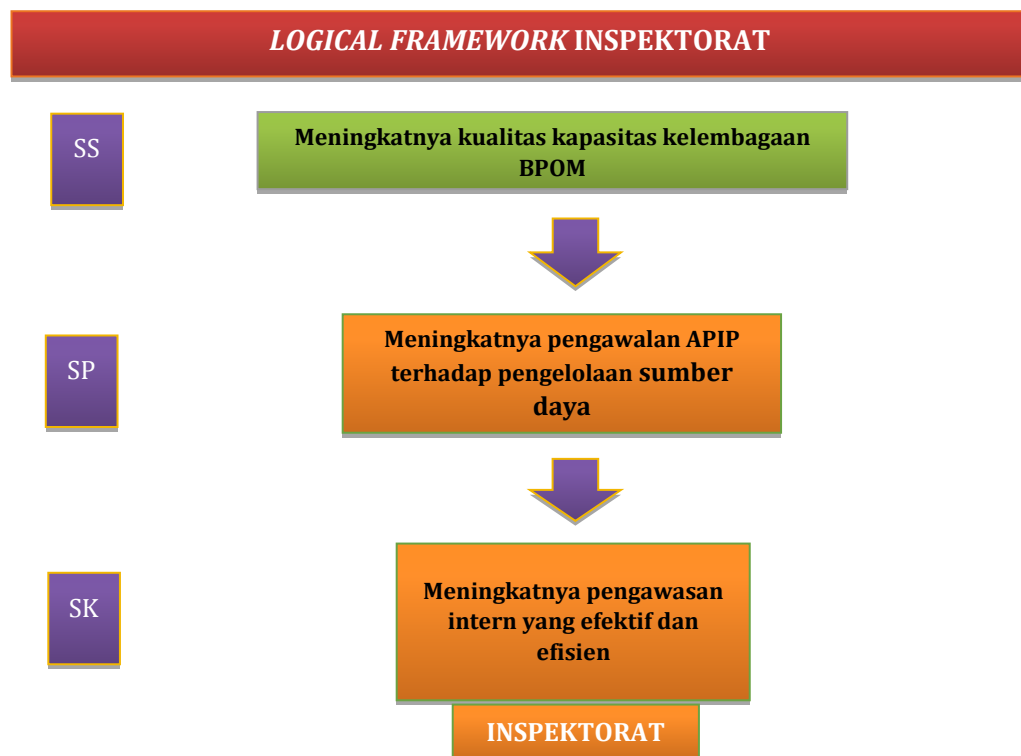 LOGICAL FRAMEWORK INSPEKTORAT
SS
Meningkatnya kualitas kapasitas kelembagaan
BPOM
SP
Meningkatnya pengawalan APIP
terhadap pengelolaan sumber
daya
SK
Meningkatnya pengawasan
intern yang efektif dan
efisien
INSPEKTORAT